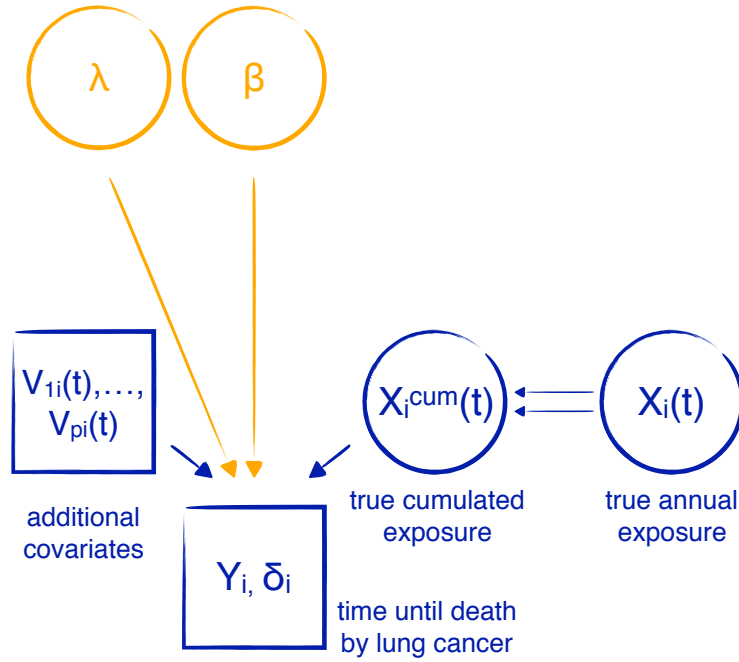 λ
β
V₁ᵢ(t),…,
Vₚᵢ(t)
Xᵢᶜᵘᵐ(t)
Xᵢ(t)
additional
covariates
true cumulated
exposure
true annual
exposure
Yᵢ, δᵢ
time until death
by lung cancer